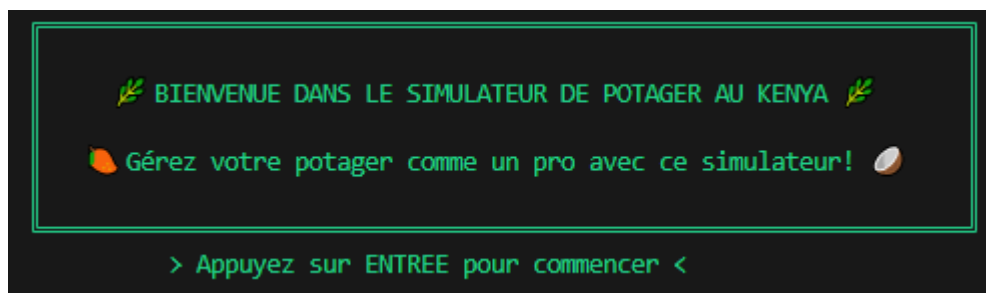 🌿 BIENVENUE DANS LE SIMULATEUR DE POTAGER AU KENYA 🌿
🥭 Gérez votre potager comme un pro avec ce simulateur! 🥥
> Appuyez sur ENTREE pour commencer <